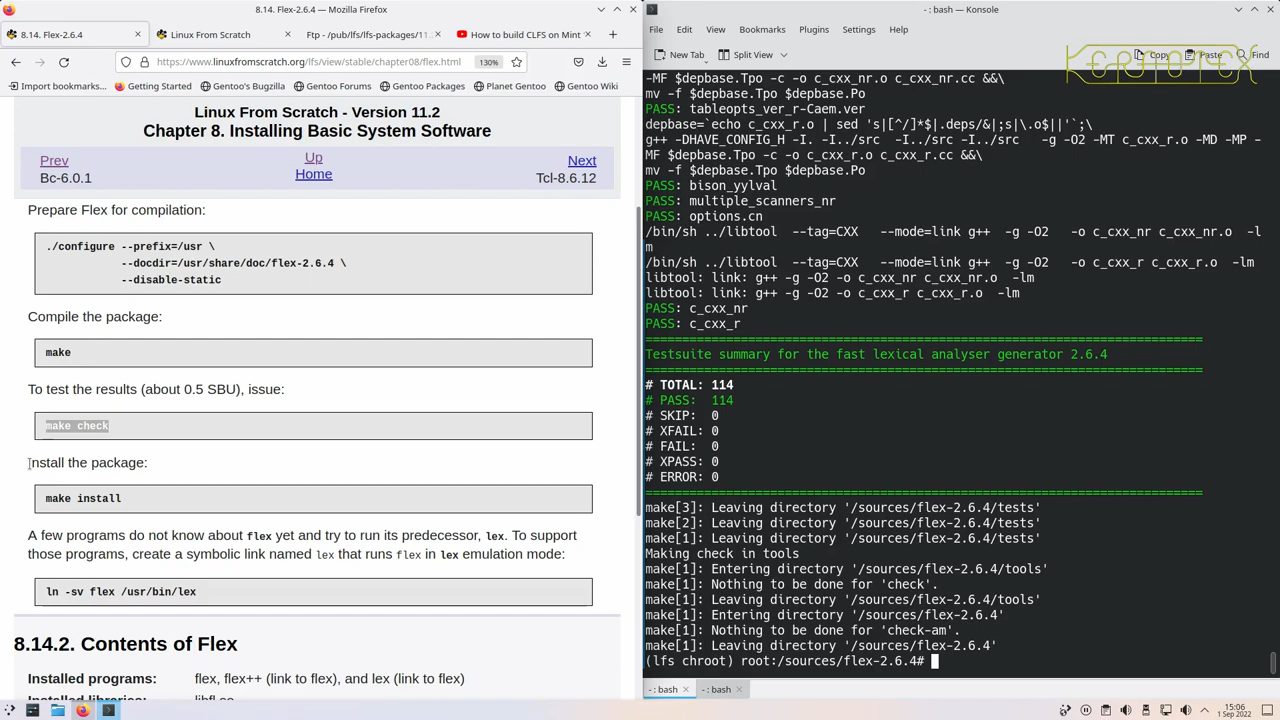 8.14. Flex-2.6.4 — Mozilla Firefox
8.14. Flex-2.6.4
Linux From Scratch
Ftp - /pub/lfs/lfs-packages/11.
How to build CLFS on Mint
https://www.linuxfromscratch.org/lfs/view/stable/chapter08/flex.html
130%
Import bookmarks...
Getting Started
Gentoo's Bugzilla
Gentoo Forums
Gentoo Packages
Planet Gentoo
Gentoo Wiki
Linux From Scratch - Version 11.2
Chapter 8. Installing Basic System Software
Prev
Up
Next
Bc-6.0.1
Home
Tcl-8.6.12
Prepare Flex for compilation:
./configure --prefix=/usr \
--docdir=/usr/share/doc/flex-2.6.4 \
--disable-static
Compile the package:
make
To test the results (about 0.5 SBU), issue:
make check
Install the package:
make install
A few programs do not know about flex yet and try to run its predecessor, lex. To support
those programs, create a symbolic link named lex that runs flex in lex emulation mode:
ln -sv flex /usr/bin/lex
8.14.2. Contents of Flex
Installed programs: flex, flex++ (link to flex), and lex (link to flex)
Installed libraries: libfl.so
- : bash — Konsole
File Edit View Bookmarks Plugins Settings Help
New Tab Split View Copy Paste Find
KERNOTEX
-MF $depbase.Tpo -c -o c_cxx_nr.o c_cxx_nr.cc &&\
mv -f $depbase.Tpo $depbase.Po
PASS: tableopts_ver_r-Caem.ver
depbase=`echo c_cxx_r.o | sed 's|[^/]*$|.deps/&|;s|\.o$||'`;\
g++ -DHAVE_CONFIG_H -I. -I../src -I../src -I../src -g -O2 -MT c_cxx_r.o -MD -MP -
MF $depbase.Tpo -c -o c_cxx_r.o c_cxx_r.cc &&\
mv -f $depbase.Tpo $depbase.Po
PASS: bison_yylval
PASS: multiple_scanners_nr
PASS: options.cn
/bin/sh ../libtool --tag=CXX --mode=link g++ -g -O2 -o c_cxx_nr c_cxx_nr.o -l
m
/bin/sh ../libtool --tag=CXX --mode=link g++ -g -O2 -o c_cxx_r c_cxx_r.o -lm
libtool: link: g++ -g -O2 -o c_cxx_nr c_cxx_nr.o -lm
libtool: link: g++ -g -O2 -o c_cxx_r c_cxx_r.o -lm
PASS: c_cxx_nr
PASS: c_cxx_r
============================================================================
Testsuite summary for the fast lexical analyser generator 2.6.4
============================================================================
# TOTAL: 114
# PASS: 114
# SKIP: 0
# XFAIL: 0
# FAIL: 0
# XPASS: 0
# ERROR: 0
============================================================================
make[3]: Leaving directory '/sources/flex-2.6.4/tests'
make[2]: Leaving directory '/sources/flex-2.6.4/tests'
make[1]: Leaving directory '/sources/flex-2.6.4/tests'
Making check in tools
make[1]: Entering directory '/sources/flex-2.6.4/tools'
make[1]: Nothing to be done for 'check'.
make[1]: Leaving directory '/sources/flex-2.6.4/tools'
make[1]: Entering directory '/sources/flex-2.6.4'
make[1]: Nothing to be done for 'check-am'.
make[1]: Leaving directory '/sources/flex-2.6.4'
(lfs chroot) root:/sources/flex-2.6.4#
- : bash
- : bash
15:06
1 Sep 2022